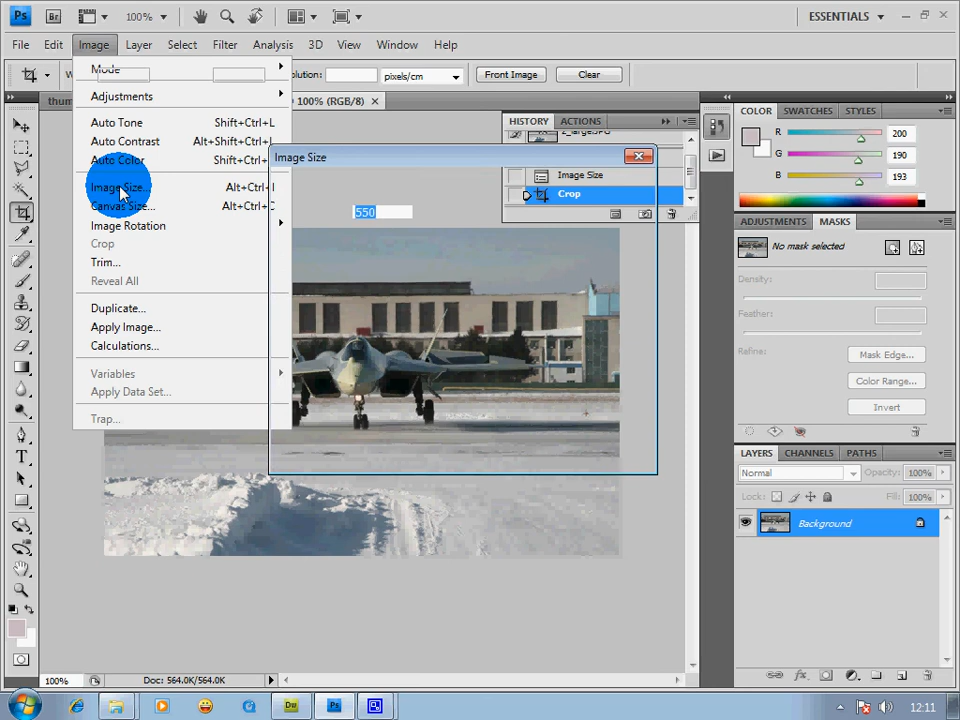 Ps Br 100% ESSENTIALS
File Edit Image Layer Select Filter Analysis 3D View Window Help
pixels/cm Front Image Clear
Mode
Adjustments
Auto Tone Shift+Ctrl+L
Auto Contrast Alt+Shift+Ctrl+L
Auto Color Shift+Ctrl+
Image Size... Alt+Ctrl+I
Canvas Size... Alt+Ctrl+C
Image Rotation
Crop
Trim...
Reveal All
Duplicate...
Apply Image...
Calculations...
Variables
Apply Data Set...
Trap...
100% (RGB/8)
HISTORY ACTIONS
2_large.JPG
Image Size
Crop
Image Size
550
COLOR SWATCHES STYLES
R 200
G 190
B 193
ADJUSTMENTS MASKS
No mask selected
Density:
Feather:
Refine: Mask Edge...
Color Range...
Invert
LAYERS CHANNELS PATHS
Normal Opacity: 100%
Lock: Fill: 100%
Background
100% Doc: 564.0K/564.0K
Du Ps 12:11